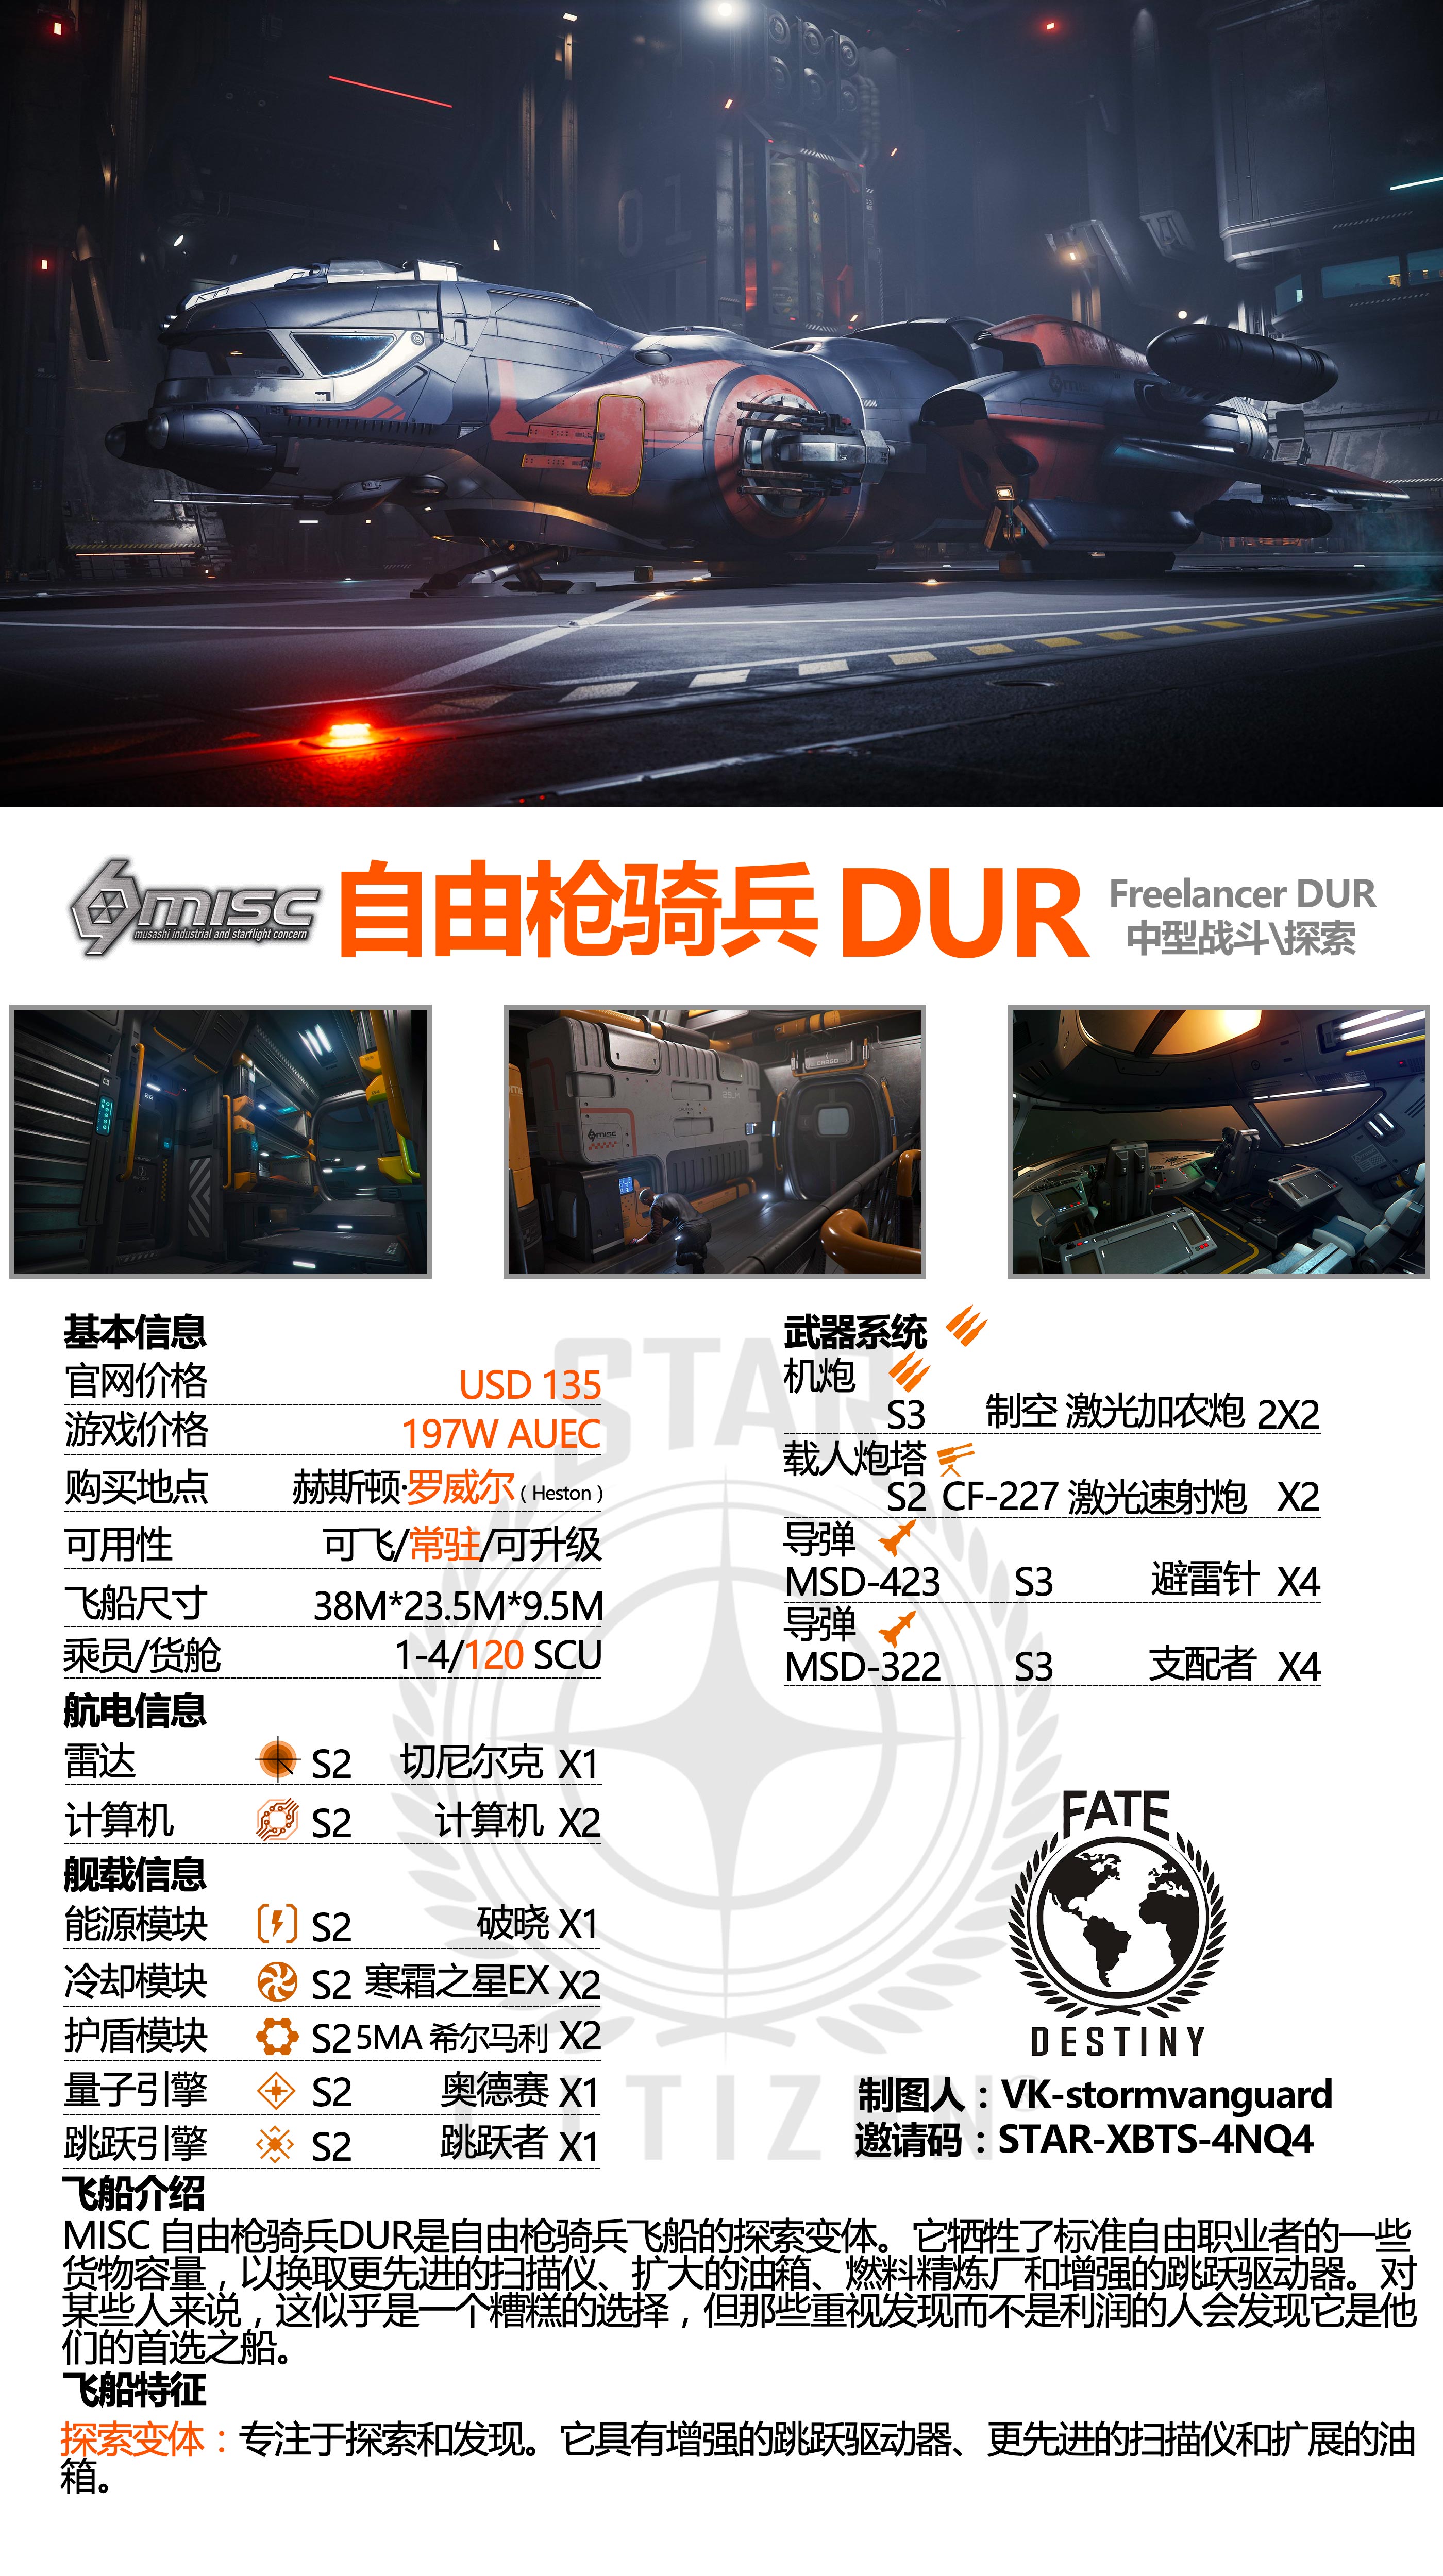 01
misc
musashi industrial and starflight concern
自由枪骑兵 DUR
Freelancer DUR
中型战斗\探索
CARGO
misc
基本信息
官网价格 USD 135
游戏价格 197W AUEC
购买地点 赫斯顿·罗威尔 ( Heston )
可用性 可飞/常驻/可升级
飞船尺寸 38M*23.5M*9.5M
乘员/货舱 1-4/120 SCU
航电信息
雷达 S2 切尼尔克 X1
计算机 S2 计算机 X2
舰载信息
能源模块 S2 破晓 X1
冷却模块 S2 寒霜之星EX X2
护盾模块 S2 5MA 希尔马利 X2
量子引擎 S2 奥德赛 X1
跳跃引擎 S2 跳跃者 X1
武器系统
机炮
S3 制空 激光加农炮 2X2
载人炮塔
S2 CF-227 激光速射炮 X2
导弹
MSD-423 S3 避雷针 X4
导弹
MSD-322 S3 支配者 X4
STAR
CITIZEN
FATE
DESTINY
制图人：VK-stormvanguard
邀请码：STAR-XBTS-4NQ4
飞船介绍
MISC 自由枪骑兵DUR是自由枪骑兵飞船的探索变体。它牺牲了标准自由职业者的一些
货物容量，以换取更先进的扫描仪、扩大的油箱、燃料精炼厂和增强的跳跃驱动器。对
某些人来说，这似乎是一个糟糕的选择，但那些重视发现而不是利润的人会发现它是他
们的首选之船。
飞船特征
探索变体：专注于探索和发现。它具有增强的跳跃驱动器、更先进的扫描仪和扩展的油
箱。